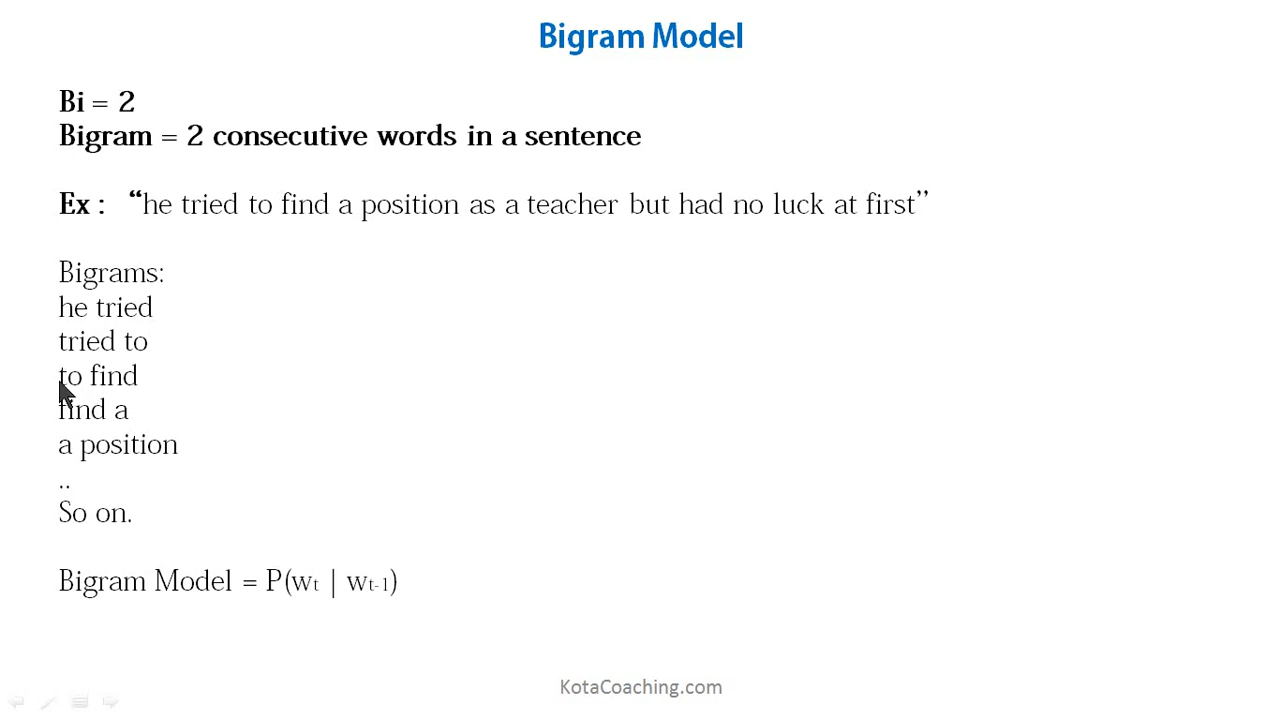 Bigram Model
Bi = 2
Bigram = 2 consecutive words in a sentence
Ex : “he tried to find a position as a teacher but had no luck at first”
Bigrams:
he tried
tried to
to find
find a
a position
..
So on.
Bigram Model = P(wt | wt-1)
KotaCoaching.com